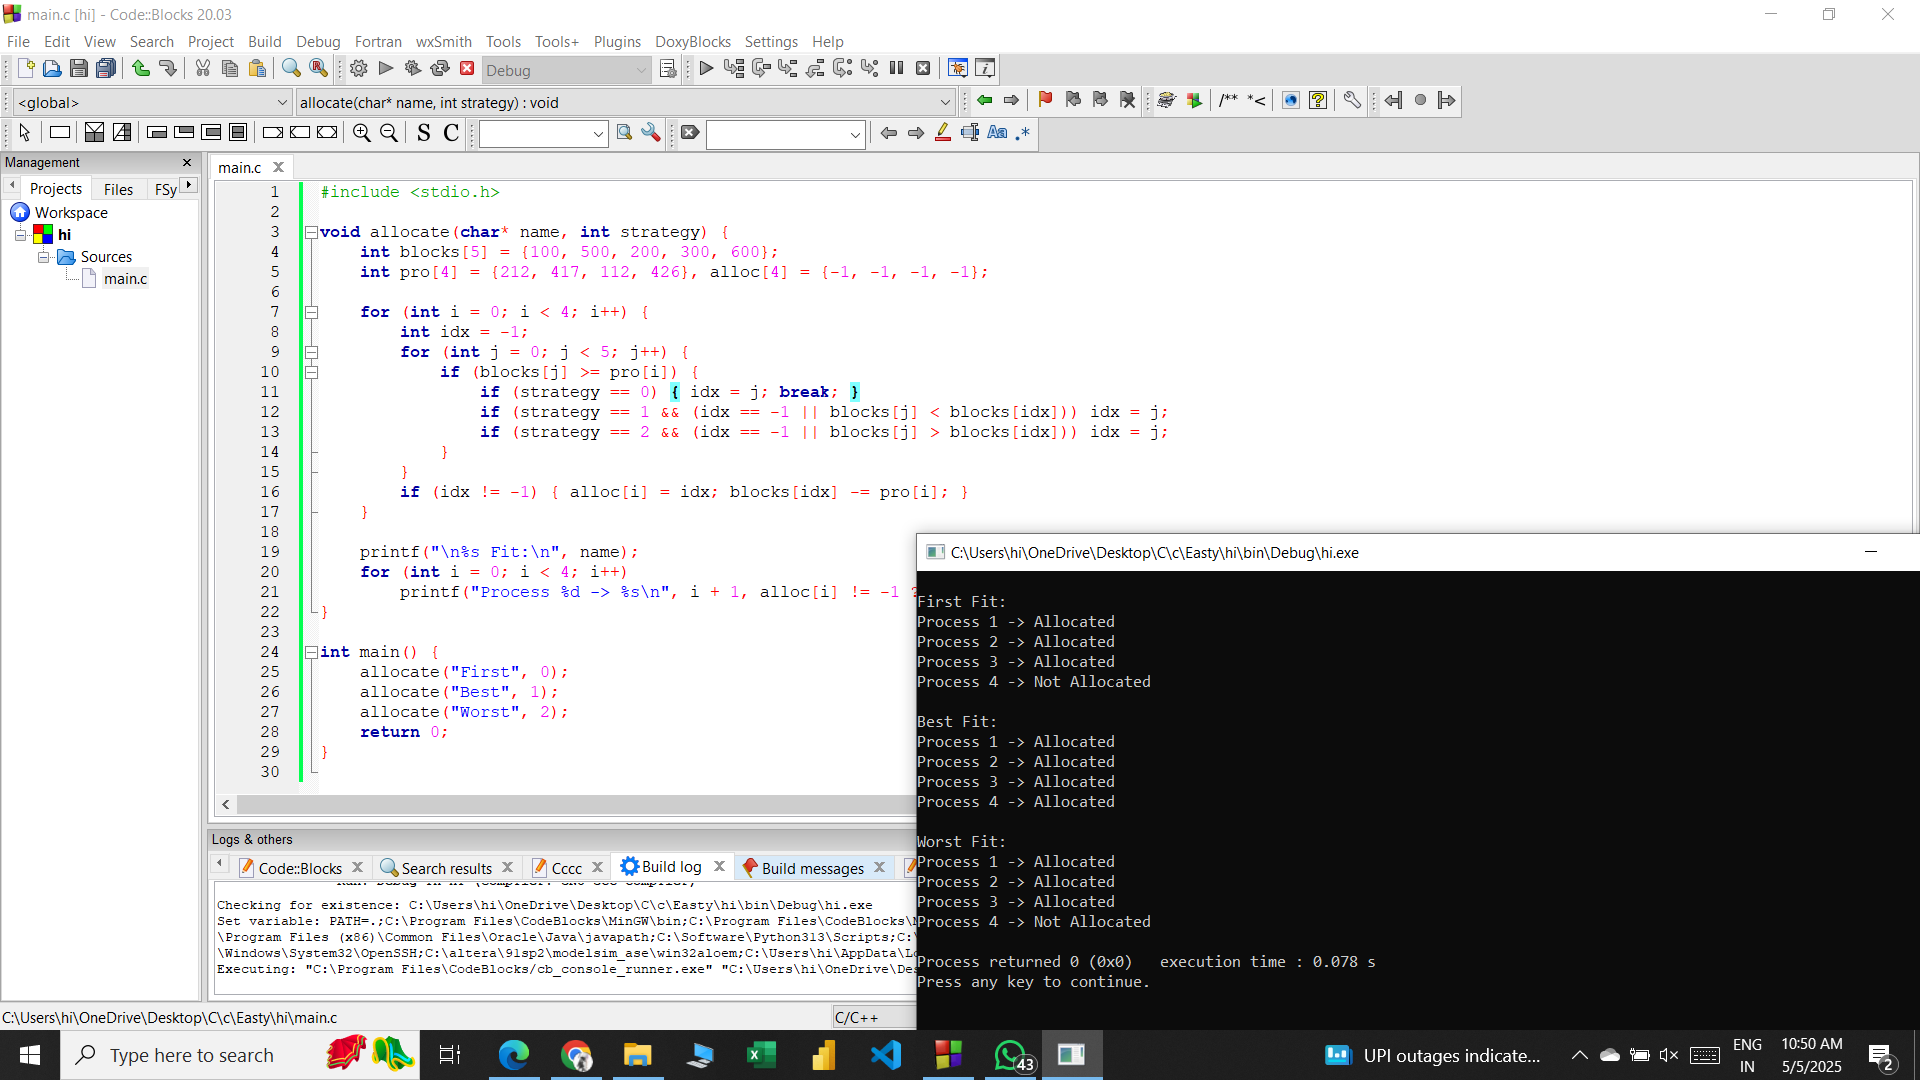 main.c [hi] - Code::Blocks 20.03
File Edit View Search Project Build Debug Fortran wxSmith Tools Tools+ Plugins DoxyBlocks Settings Help
Debug
<global> allocate(char* name, int strategy) : void
/** *<
S C Aa .*
Management
Projects Files FSy
Workspace
hi
Sources
main.c
main.c
1 #include <stdio.h>
2
3 void allocate(char* name, int strategy) {
4     int blocks[5] = {100, 500, 200, 300, 600};
5     int pro[4] = {212, 417, 112, 426}, alloc[4] = {-1, -1, -1, -1};
6
7     for (int i = 0; i < 4; i++) {
8         int idx = -1;
9         for (int j = 0; j < 5; j++) {
10             if (blocks[j] >= pro[i]) {
11                 if (strategy == 0) { idx = j; break; }
12                 if (strategy == 1 && (idx == -1 || blocks[j] < blocks[idx])) idx = j;
13                 if (strategy == 2 && (idx == -1 || blocks[j] > blocks[idx])) idx = j;
14             }
15         }
16         if (idx != -1) { alloc[i] = idx; blocks[idx] -= pro[i]; }
17     }
18
19     printf("\n%s Fit:\n", name);
20     for (int i = 0; i < 4; i++)
21         printf("Process %d -> %s\n", i + 1, alloc[i] != -1 ?
22 }
23
24 int main() {
25     allocate("First", 0);
26     allocate("Best", 1);
27     allocate("Worst", 2);
28     return 0;
29 }
30
C:\Users\hi\OneDrive\Desktop\C\c\Easty\hi\bin\Debug\hi.exe
First Fit:
Process 1 -> Allocated
Process 2 -> Allocated
Process 3 -> Allocated
Process 4 -> Not Allocated
Best Fit:
Process 1 -> Allocated
Process 2 -> Allocated
Process 3 -> Allocated
Process 4 -> Allocated
Worst Fit:
Process 1 -> Allocated
Process 2 -> Allocated
Process 3 -> Allocated
Process 4 -> Not Allocated
Process returned 0 (0x0)   execution time : 0.078 s
Press any key to continue.
Logs & others
Code::Blocks Search results Cccc Build log Build messages
Checking for existence: C:\Users\hi\OneDrive\Desktop\C\c\Easty\hi\bin\Debug\hi.exe
Set variable: PATH=.;C:\Program Files\CodeBlocks\MinGW\bin;C:\Program Files\CodeBlocks\
\Program Files (x86)\Common Files\Oracle\Java\javapath;C:\Software\Python313\Scripts;C:\
\Windows\System32\OpenSSH;C:\altera\91sp2\modelsim_ase\win32aloem;C:\Users\hi\AppData\Lo
Executing: "C:\Program Files\CodeBlocks/cb_console_runner.exe" "C:\Users\hi\OneDrive\Des
C:\Users\hi\OneDrive\Desktop\C\c\Easty\hi\main.c C/C++
Type here to search
43
UPI outages indicate...
ENG
IN
10:50 AM
5/5/2025
2